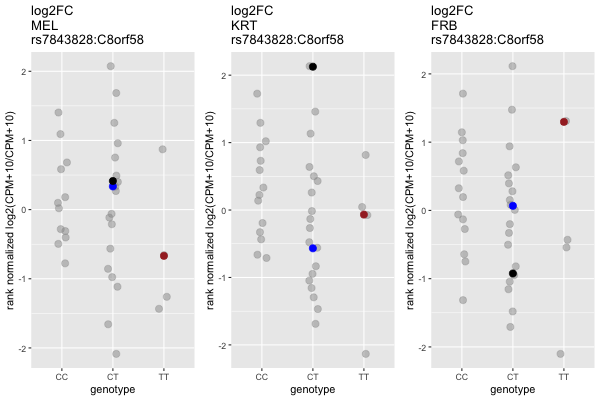 log2FC
MEL
rs7843828:C8orf58
rank normalized log2(CPM+10/CPM+10)
2
1
0
-1
-2
CC
CT
TT
genotype
log2FC
KRT
rs7843828:C8orf58
rank normalized log2(CPM+10/CPM+10)
2
1
0
-1
-2
CC
CT
TT
genotype
log2FC
FRB
rs7843828:C8orf58
rank normalized log2(CPM+10/CPM+10)
2
1
0
-1
-2
CC
CT
TT
genotype